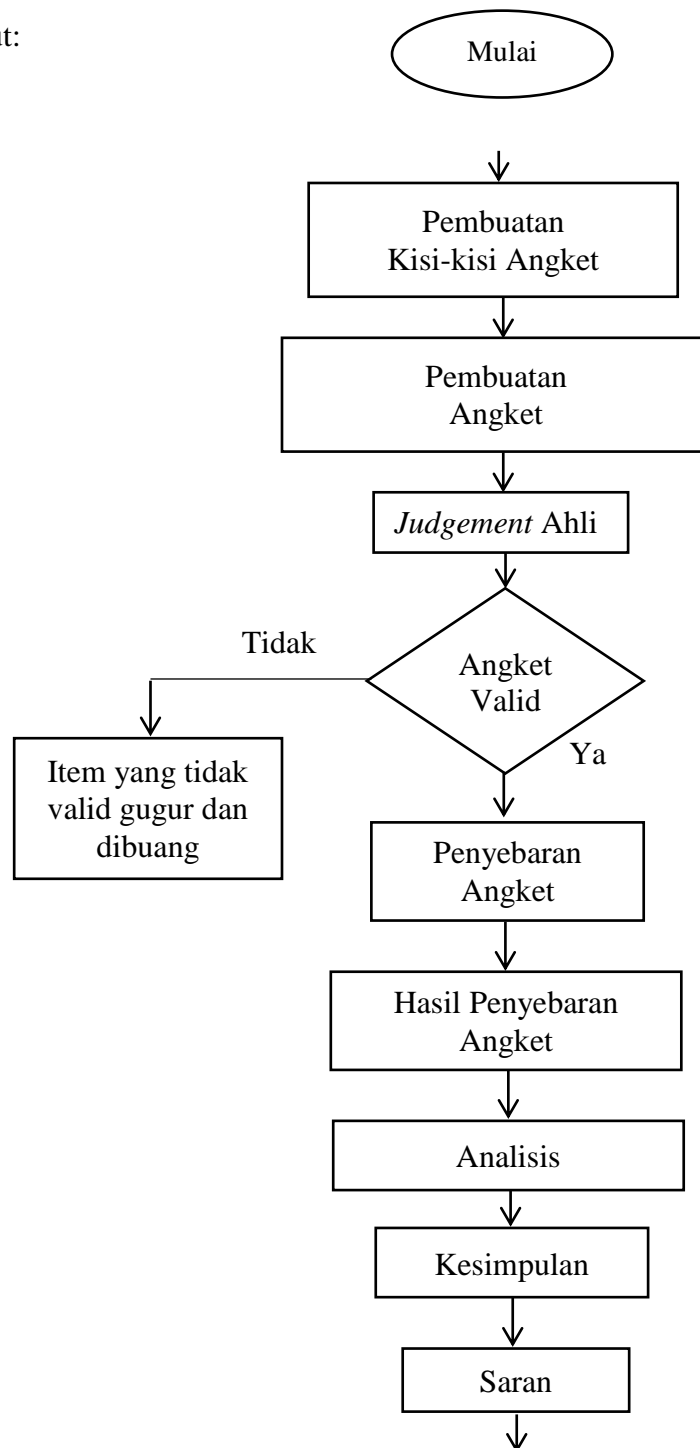 ut:
Mulai
Pembuatan
Kisi-kisi Angket
Pembuatan
Angket
Judgement Ahli
Tidak
Angket
Valid
Ya
Item yang tidak
valid gugur dan
dibuang
Penyebaran
Angket
Hasil Penyebaran
Angket
Analisis
Kesimpulan
Saran